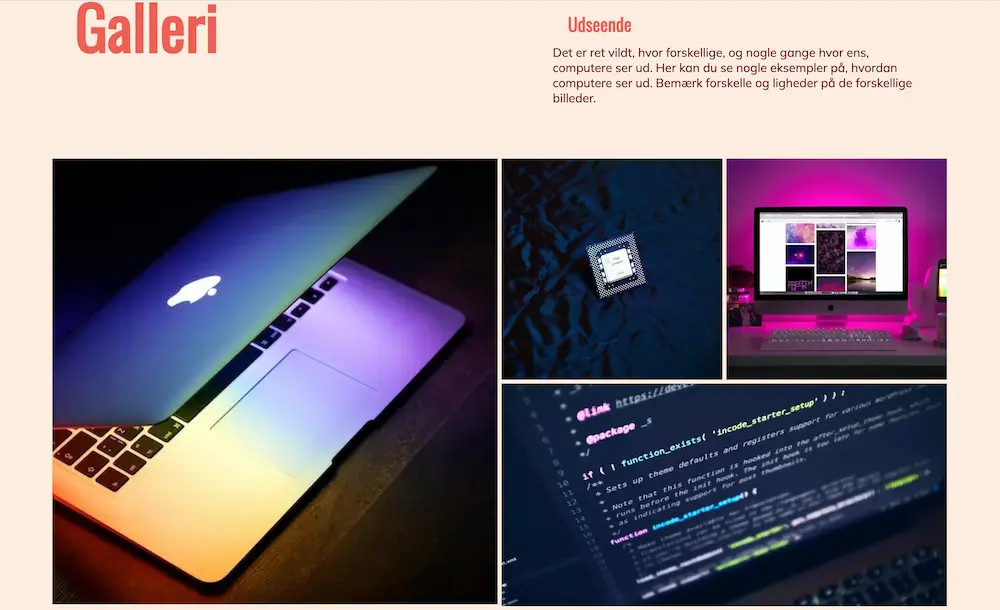 Galleri
Udseende
Det er ret vildt, hvor forskellige, og nogle gange hvor ens,
computere ser ud. Her kan du se nogle eksempler på, hvordan
computere ser ud. Bemærk forskelle og ligheder på de forskellige
billeder.
@link https://deve
@package _s
*/
if ( ! function_exists( 'incode_starter_setup' ) ) :
/**
* Sets up theme defaults and registers support for various WordPress
*
* Note that this function is hooked into the after_setup_theme hook, which
* runs before the init hook. The init hook is too late for some
* as indicating support for post thumbnails.
*/
function incode_starter_setup() {